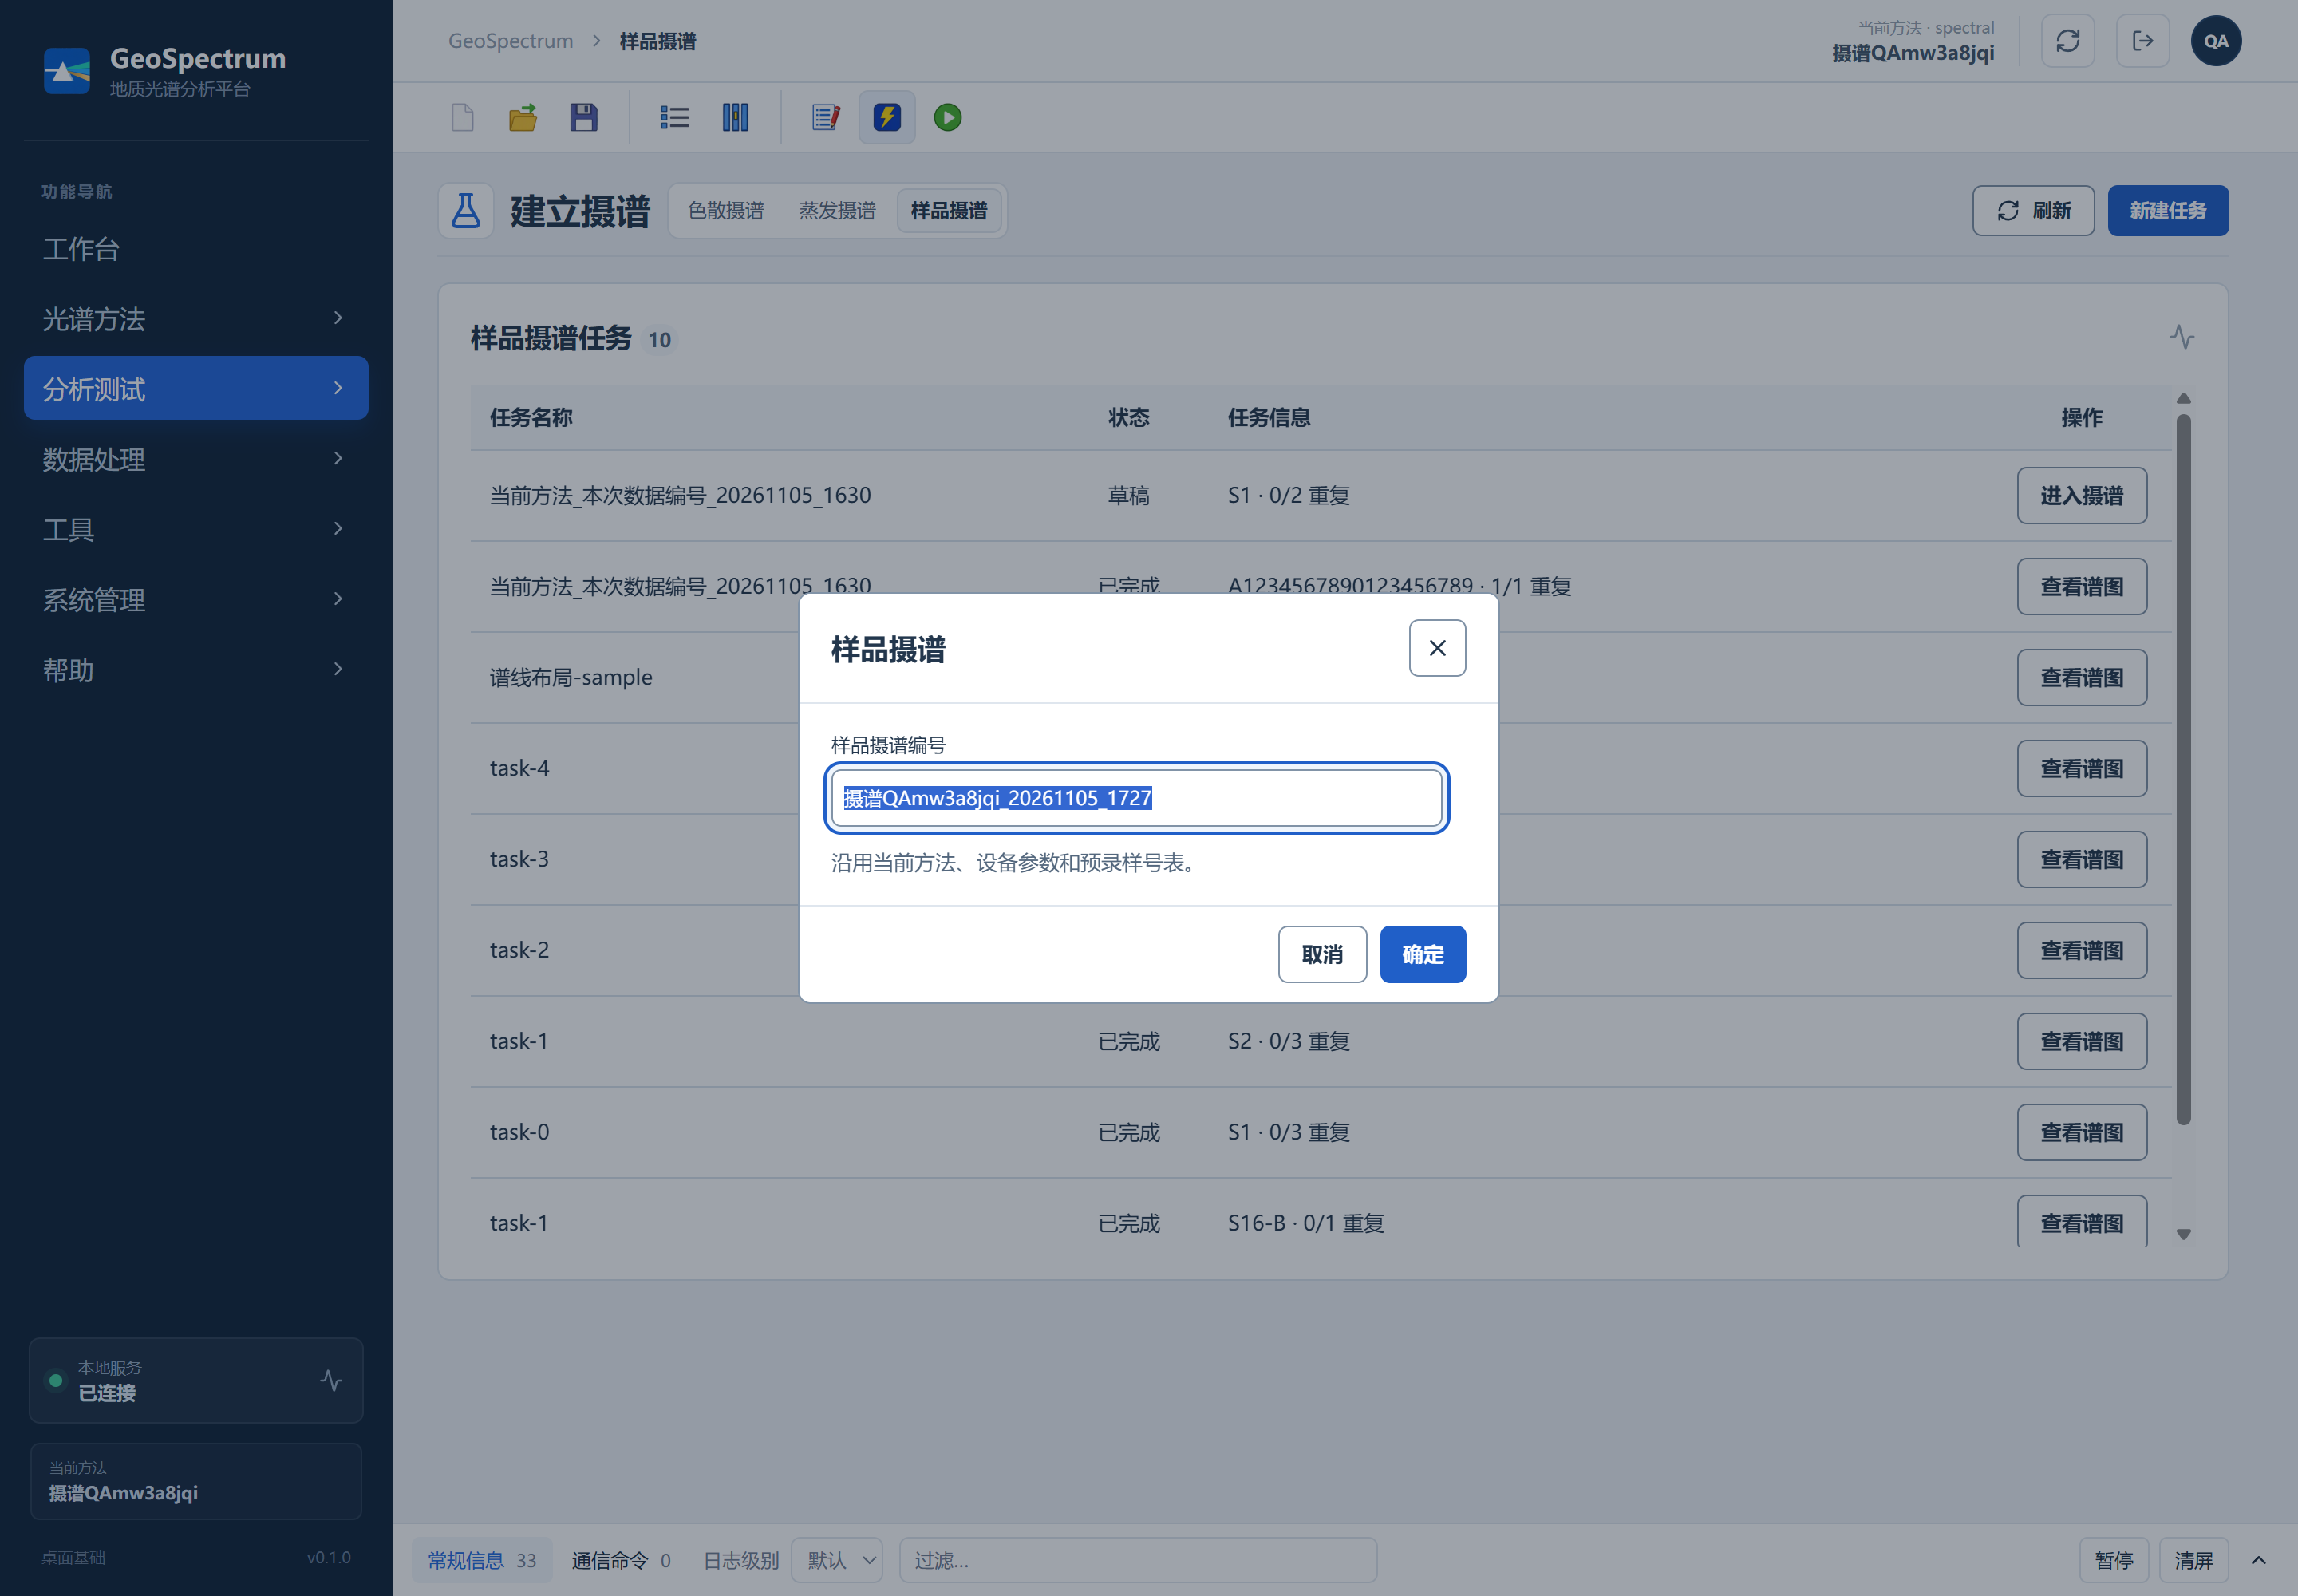 GeoSpectrum
地质光谱分析平台
功能导航
工作台
光谱方法
分析测试
数据处理
工具
系统管理
帮助
本地服务
已连接
当前方法
摄谱QAmw3a8jqi
桌面基础 v0.1.0
GeoSpectrum 样品摄谱
当前方法 · spectral
摄谱QAmw3a8jqi
QA
建立摄谱 色散摄谱 蒸发摄谱 样品摄谱 刷新 新建任务
样品摄谱任务 10
任务名称 状态 任务信息 操作
当前方法_本次数据编号_20261105_1630 草稿 S1 · 0/2 重复 进入摄谱
当前方法_本次数据编号_20261105_1630 已完成 A1234567890123456789 · 1/1 重复 查看谱图
谱线布局-sample 查看谱图
task-4 查看谱图
task-3 查看谱图
task-2 查看谱图
task-1 已完成 S2 · 0/3 重复 查看谱图
task-0 已完成 S1 · 0/3 重复 查看谱图
task-1 已完成 S16-B · 0/1 重复 查看谱图
样品摄谱
样品摄谱编号
摄谱QAmw3a8jqi_20261105_1727
沿用当前方法、设备参数和预录样号表。
取消 确定
常规信息 33 通信命令 0 日志级别 默认 过滤... 暂停 清屏